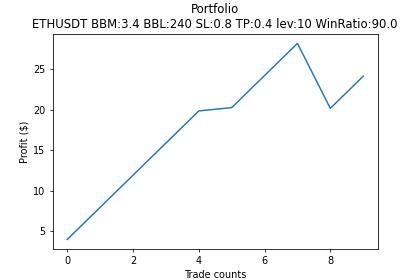 Portfolio
ETHUSDT BBM:3.4 BBL:240 SL:0.8 TP:0.4 lev:10 WinRatio:90.0
25
20
15
10
5
Profit ($)
0 2 4 6 8
Trade counts